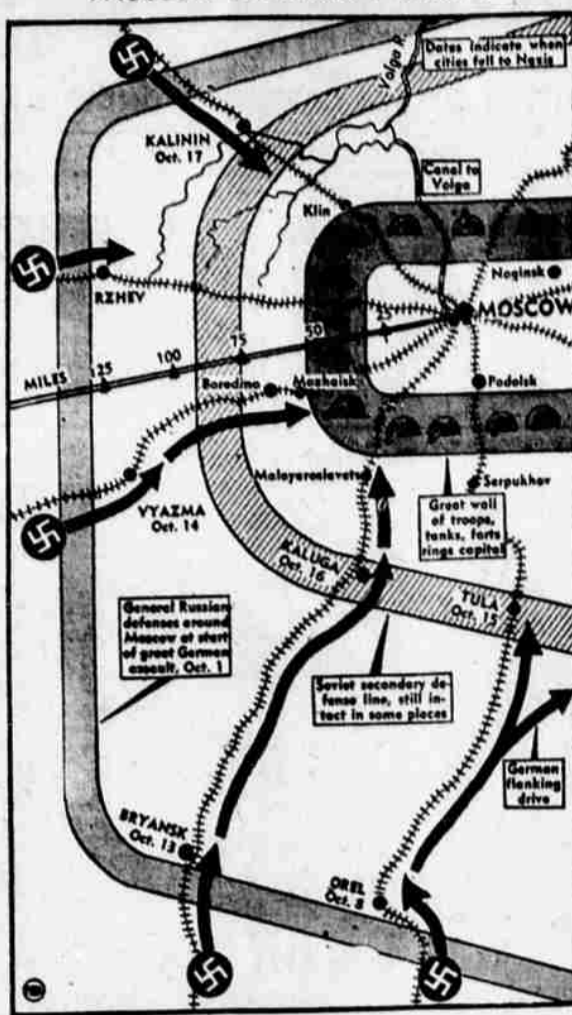 Dates indicate when
cities fell to Nazis
Volga R.
KALININ
Oct. 17
Canal to
Volga
Klin
Noginsk
RZHEV
MOSCOW
25
50
75
100
125
MILES
Borodino
Mozhaisk
Podolsk
Maloyaroslavets
Serpukhov
VYAZMA
Oct. 14
Great wall
of troops,
tanks, forts
rings capital
KALUGA
Oct. 16
TULA
Oct. 15
General Russian
defenses around
Moscow at start
of great German
assault, Oct. 1
Soviet secondary de-
fense line, still in-
tact in some places
German
flanking
drive
BRYANSK
Oct. 13
OREL
Oct. 8